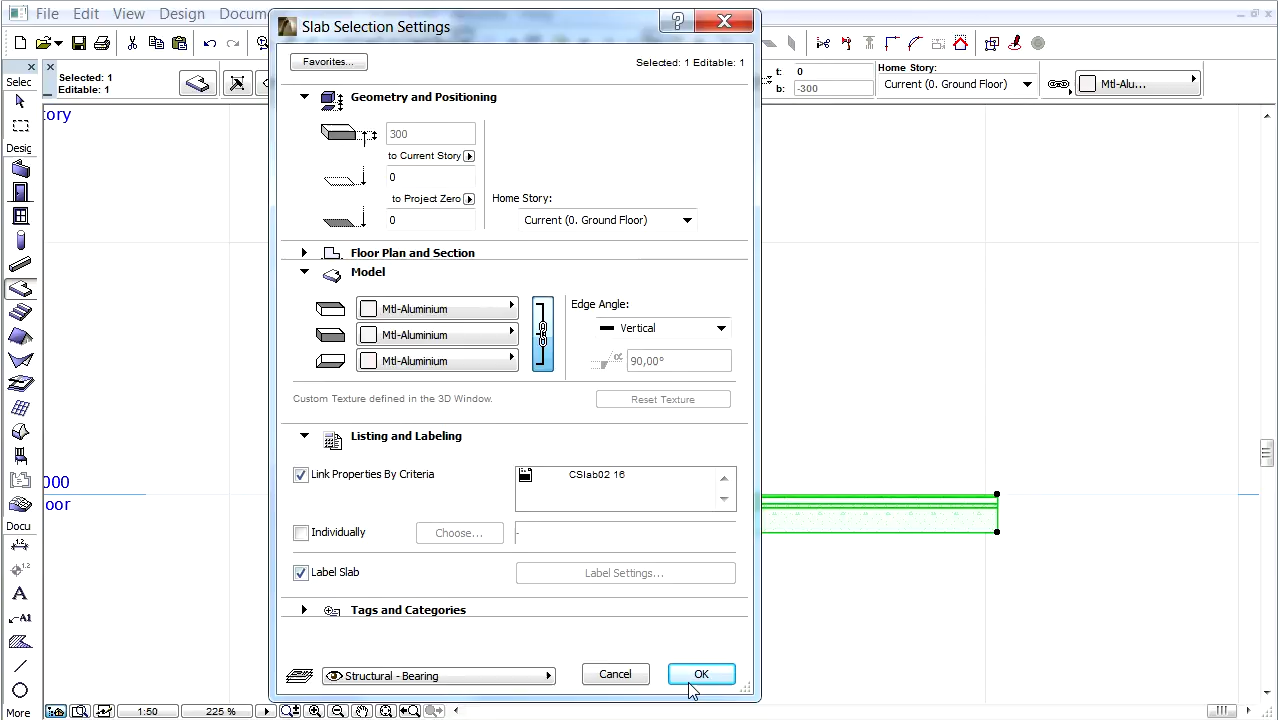 File Edit View Design Docum
Slab Selection Settings
Selected: 1
Editable: 1
t: 0
b: -300
Home Story:
Current (0. Ground Floor)
Mtl-Alu...
Selec
Desig
Docu
More
A
A1
1.2
1.2
tory
000
oor
Favorites...
Selected: 1 Editable: 1
Geometry and Positioning
300
to Current Story
0
to Project Zero
0
Home Story:
Current (0. Ground Floor)
Floor Plan and Section
Model
Mtl-Aluminium
Mtl-Aluminium
Mtl-Aluminium
Edge Angle:
Vertical
α
90,00°
Custom Texture defined in the 3D Window.
Reset Texture
Listing and Labeling
Link Properties By Criteria
CSlab02 16
Individually
Choose...
-
Label Slab
Label Settings...
Tags and Categories
Structural - Bearing
Cancel
OK
1:50
225 %